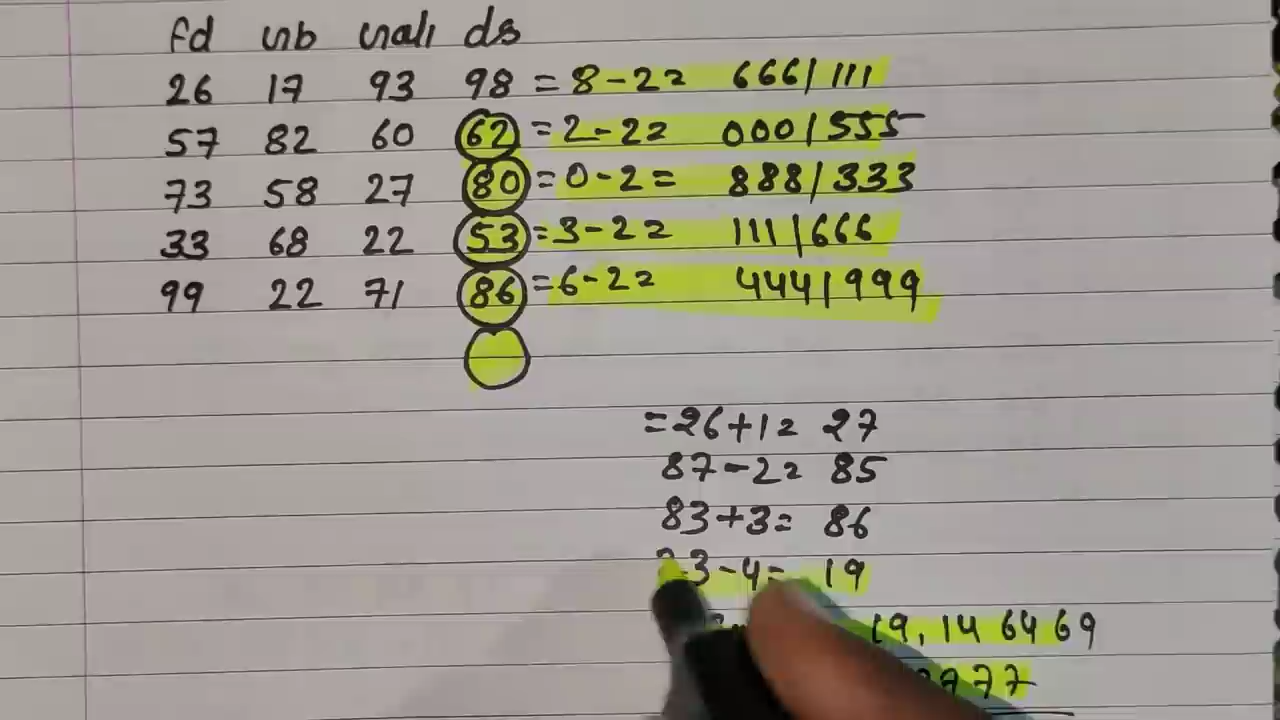 fd गb गali ds
26 17 93 98 = 8-2= 666/111
57 82 60 62 = 2-2= 000/555
73 58 27 80 = 0-2= 888/333
33 68 22 53 = 3-2= 111/666
99 22 71 86 = 6-2= 444/999
=26+1= 27
87-2= 85
83+3= 86
3-4= 19
19, 14 64 69
77